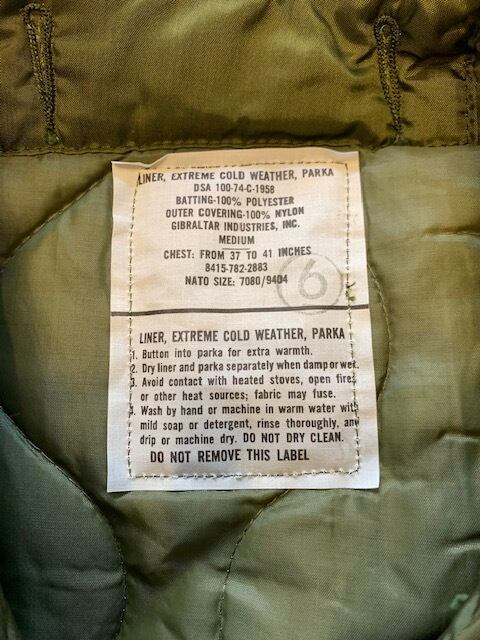 LINER, EXTREME COLD WEATHER, PARKA
DSA 100-74-C-1958
BATTING-100% POLYESTER
OUTER COVERING-100% NYLON
GIBRALTAR INDUSTRIES, INC.
MEDIUM
CHEST: FROM 37 TO 41 INCHES
8415-782-2883
NATO SIZE: 7080/9404
6
LINER, EXTREME COLD WEATHER, PARKA
1. Button into parka for extra warmth.
2. Dry liner and parka separately when damp or wet.
3. Avoid contact with heated stoves, open fires
or other heat sources; fabric may fuse.
4. Wash by hand or machine in warm water with
mild soap or detergent, rinse thoroughly, and
drip or machine dry. DO NOT DRY CLEAN.
DO NOT REMOVE THIS LABEL